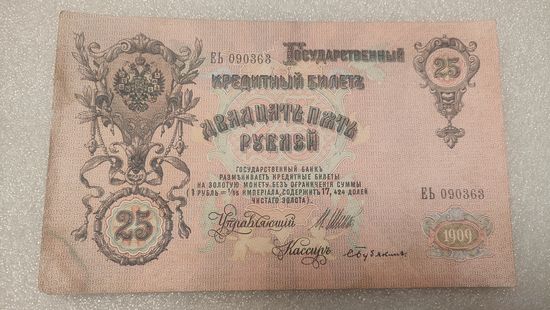 ЕЬ 090363
ГОСУДАРСТВЕННЫЙ
25
КРЕДИТНЫЙ БИЛЕТЪ
ДВАДЦАТЬ ПЯТЬ
РУБЛЕЙ
ГОСУДАРСТВЕННЫЙ БАНКЪ
РАЗМѢНИВАЕТЪ КРЕДИТНЫЕ БИЛЕТЫ
НА ЗОЛОТУЮ МОНЕТУ БЕЗЪ ОГРАНИЧЕНІЯ СУММЫ
(1 РУБЛЬ = 1/15 ИМПЕРІАЛА, СОДЕРЖИТЪ 17,424 ДОЛЕЙ
ЧИСТАГО ЗОЛОТА).
ЕЬ 090363
25
Управляющій
Кассиръ
1909